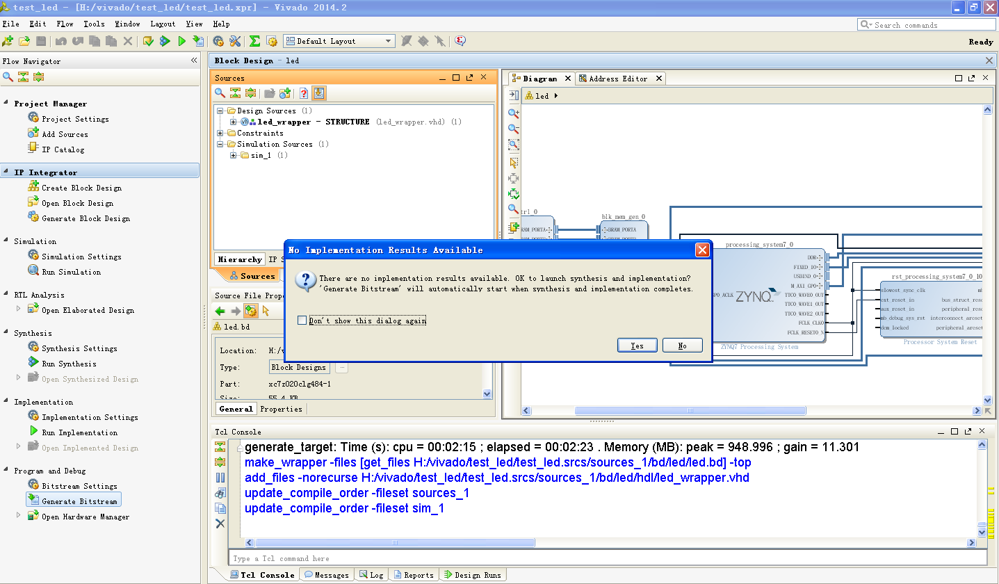 test_led - [H:/vivado/test_led/test_led.xpr] - Vivado 2014.2
File Edit Flow Tools Window Layout View Help
Search commands
Default Layout
Ready
Flow Navigator
Project Manager
Project Settings
Add Sources
IP Catalog
IP Integrator
Create Block Design
Open Block Design
Generate Block Design
Simulation
Simulation Settings
Run Simulation
RTL Analysis
Open Elaborated Design
Synthesis
Synthesis Settings
Run Synthesis
Open Synthesized Design
Implementation
Implementation Settings
Run Implementation
Open Implemented Design
Program and Debug
Bitstream Settings
Generate Bitstream
Open Hardware Manager
Block Design - led
Sources
Design Sources (1)
led_wrapper - STRUCTURE (led_wrapper.vhd) (1)
Constraints
Simulation Sources (1)
sim_1 (1)
Hierarchy IP S
Sources
Source File Prope
led.bd
Location: H:/v
Type: Block Designs ...
Part: xc7z020clg484-1
Size: 55.4 KB
General Properties
Diagram
Address Editor
led
trl_0
blk_mem_gen_0
RAM_PORTA
BRAM_PORTA
processing_system7_0
DDR
FIXED_IO
USBIND_0
M_AXI_GP0
TTC0_WAVE0_OUT
TTC0_WAVE1_OUT
TTC0_WAVE2_OUT
FCLK_CLK0
FCLK_RESET0_N
GP0_ACLK
ZYNQ
ZYNQ7 Processing System
rst_processing_system7_0_10
slowest_sync_clk
ext_reset_in
aux_reset_in
mb_debug_sys_rst
dcm_locked
mb
bus_struct_rese
peripheral_rese
interconnect_areset
peripheral_areset
Processor System Reset
No Implementation Results Available
There are no implementation results available. OK to launch synthesis and implementation?
'Generate Bitstream' will automatically start when synthesis and implementation completes.
Don't show this dialog again
Yes
No
Tcl Console
generate_target: Time (s): cpu = 00:02:15 ; elapsed = 00:02:23 . Memory (MB): peak = 948.996 ; gain = 11.301
make_wrapper -files [get_files H:/vivado/test_led/test_led.srcs/sources_1/bd/led/led.bd] -top
add_files -norecurse H:/vivado/test_led/test_led.srcs/sources_1/bd/led/hdl/led_wrapper.vhd
update_compile_order -fileset sources_1
update_compile_order -fileset sim_1
Type a Tcl command here
Tcl Console Messages Log Reports Design Runs